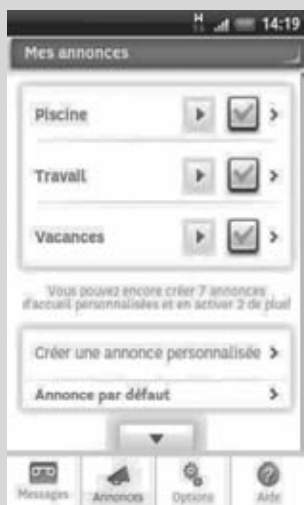 H 14:19
Mes annonces
Piscine
Travail
Vacances
Vous pouvez encore créer 7 annonces
d'accueil personnalisées et en activer 2 de plus!
Créer une annonce personnalisée
Annonce par défaut
Messages Annonces Options Aide